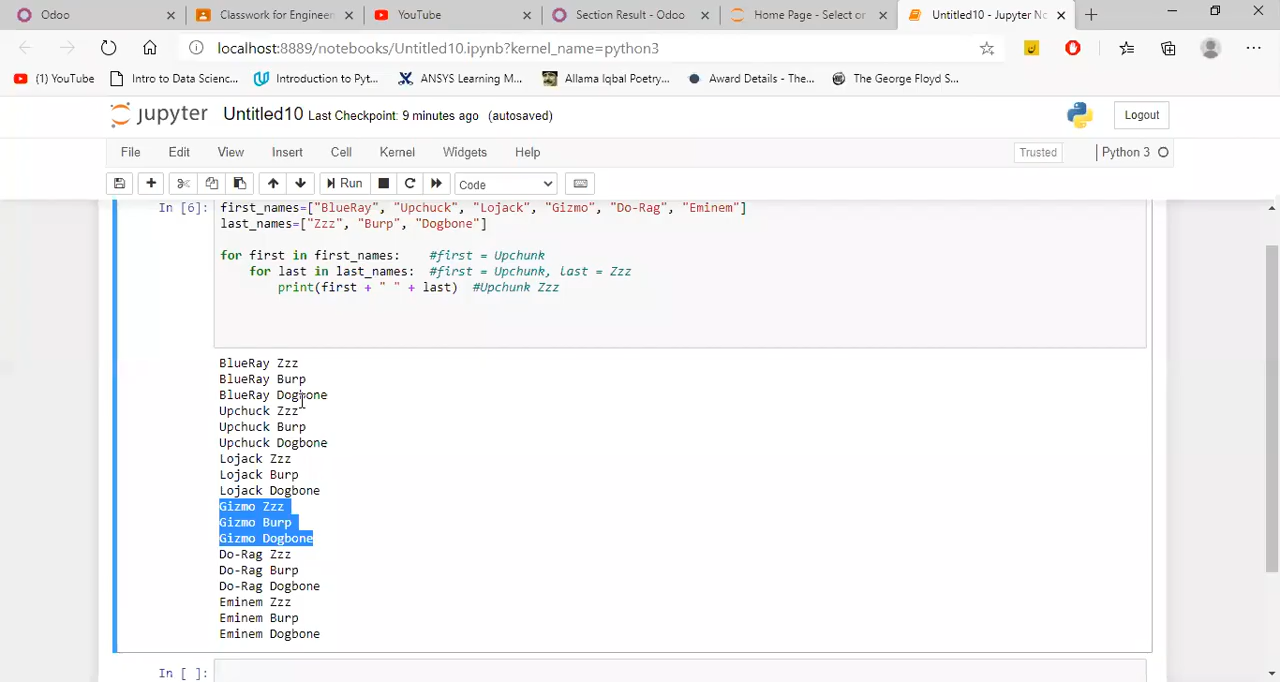 Odoo
Classwork for Engineer
YouTube
Section Result - Odoo
Home Page - Select or
Untitled10 - Jupyter No
localhost:8889/notebooks/Untitled10.ipynb?kernel_name=python3
(1) YouTube
Intro to Data Scienc...
Introduction to Pyt...
ANSYS Learning M...
Allama Iqbal Poetry...
Award Details - The...
The George Floyd S...
jupyter Untitled10 Last Checkpoint: 9 minutes ago (autosaved)
Logout
File Edit View Insert Cell Kernel Widgets Help
Trusted
Python 3
Run
Code
In [6]: first_names=["BlueRay", "Upchuck", "Lojack", "Gizmo", "Do-Rag", "Eminem"]
last_names=["Zzz", "Burp", "Dogbone"]
for first in first_names: #first = Upchunk
for last in last_names: #first = Upchunk, last = Zzz
print(first + " " + last) #Upchunk Zzz
BlueRay Zzz
BlueRay Burp
BlueRay Dogbone
Upchuck Zzz
Upchuck Burp
Upchuck Dogbone
Lojack Zzz
Lojack Burp
Lojack Dogbone
Gizmo Zzz
Gizmo Burp
Gizmo Dogbone
Do-Rag Zzz
Do-Rag Burp
Do-Rag Dogbone
Eminem Zzz
Eminem Burp
Eminem Dogbone
In [ ]: